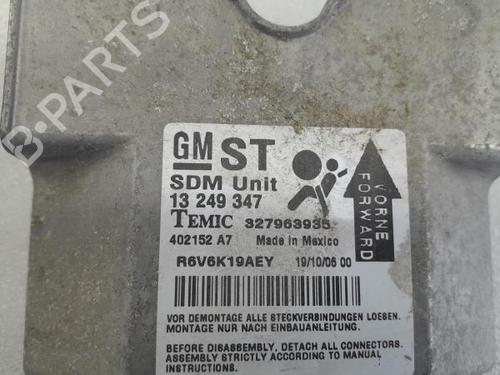 GM ST
SDM Unit
13 249 347
TEMIC 327963935
402152 A7 Made in Mexico
R6V6K19AEY 19/10/06 00
VORNE
FORWARD
VOR DEMONTAGE ALLE STECKVERBINDUNGEN LOESEN.
MONTAGE NUR NACH EINBAUANLEITUNG.
BEFORE DISASSEMBLY, DETACH ALL CONNECTORS.
ASSEMBLY STRICTLY ACCORDING TO MANUAL
INSTRUCTIONS.
B-PARTS